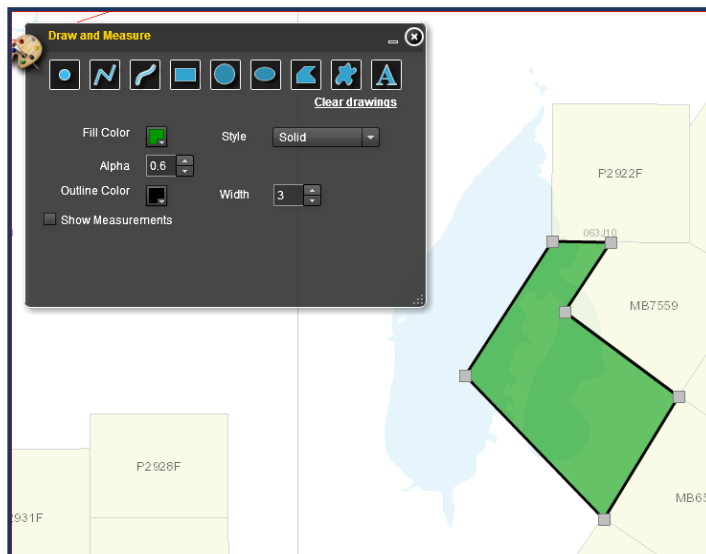 Draw and Measure
A
Clear drawings
Fill Color
Style
Solid
Alpha
0.6
Outline Color
Width
3
Show Measurements
P2922F
063J10
MB7559
P2928F
2931F
MB65